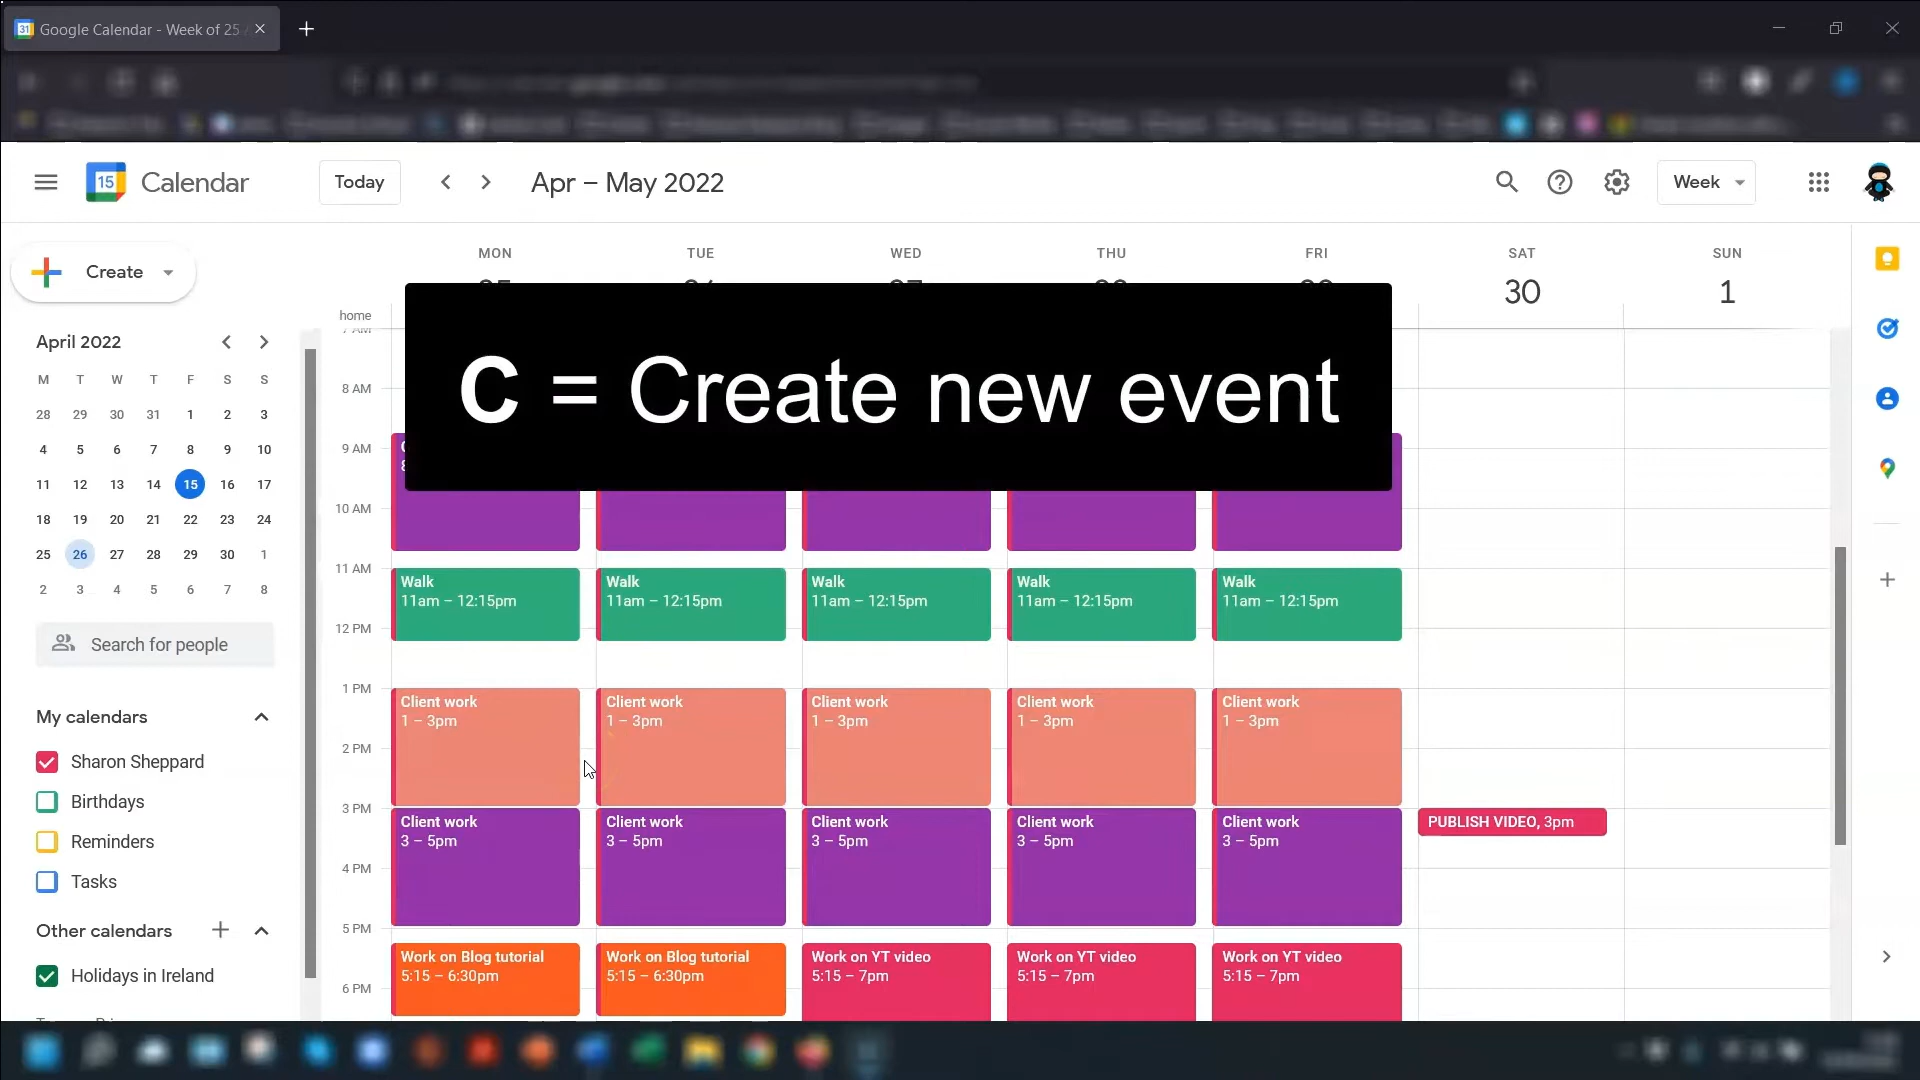 Google Calendar - Week of 25
15
Calendar
Today
Apr – May 2022
Week
Create
home
MON
TUE
WED
THU
FRI
SAT
SUN
30
1
C = Create new event
April 2022
M T W T F S S
28 29 30 31 1 2 3
4 5 6 7 8 9 10
11 12 13 14 15 16 17
18 19 20 21 22 23 24
25 26 27 28 29 30 1
2 3 4 5 6 7 8
Search for people
My calendars
Sharon Sheppard
Birthdays
Reminders
Tasks
Other calendars
Holidays in Ireland
8 AM
9 AM
10 AM
11 AM
12 PM
1 PM
2 PM
3 PM
4 PM
5 PM
6 PM
Walk
11am – 12:15pm
Walk
11am – 12:15pm
Walk
11am – 12:15pm
Walk
11am – 12:15pm
Walk
11am – 12:15pm
Client work
1 – 3pm
Client work
1 – 3pm
Client work
1 – 3pm
Client work
1 – 3pm
Client work
1 – 3pm
Client work
3 – 5pm
Client work
3 – 5pm
Client work
3 – 5pm
Client work
3 – 5pm
Client work
3 – 5pm
PUBLISH VIDEO, 3pm
Work on Blog tutorial
5:15 – 6:30pm
Work on Blog tutorial
5:15 – 6:30pm
Work on YT video
5:15 – 7pm
Work on YT video
5:15 – 7pm
Work on YT video
5:15 – 7pm